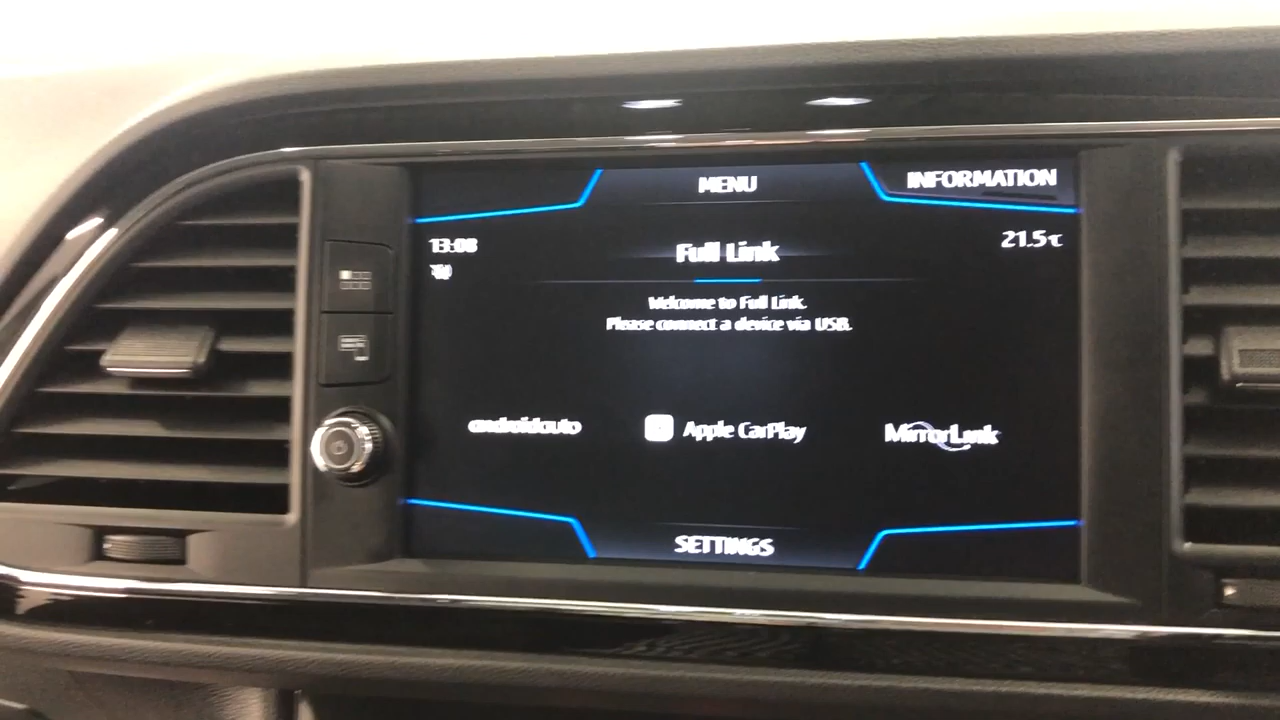 MENU
INFORMATION
13:08
Full Link
21.5°C
Welcome to Full Link.
Please connect a device via USB.
androidauto
Apple CarPlay
MirrorLink
SETTINGS